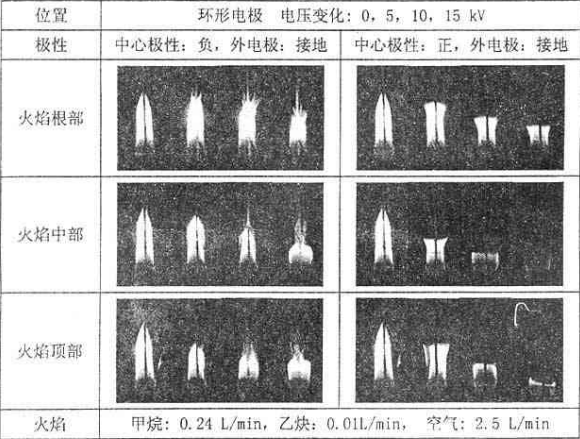 位置 环形电极 电压变化: 0, 5, 10, 15 kV
极性 中心极性: 负, 外电极: 接地 中心极性: 正, 外电极: 接地
火焰根部
火焰中部
火焰顶部
火焰 甲烷: 0.24 L/min, 乙炔: 0.01L/min, 空气: 2.5 L/min